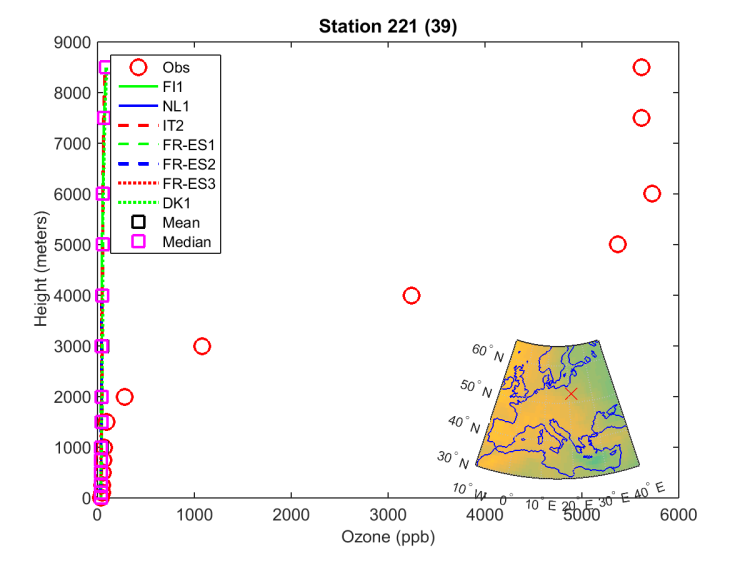 Station 221 (39)
9000
8000
7000
6000
5000
4000
3000
2000
1000
0
Height (meters)
Obs
FI1
NL1
IT2
FR-ES1
FR-ES2
FR-ES3
DK1
Mean
Median
60° N
50° N
40° N
30° N
10° W
0°
10° E
20° E
30° E
40° E
0
1000
2000
3000
4000
5000
6000
Ozone (ppb)